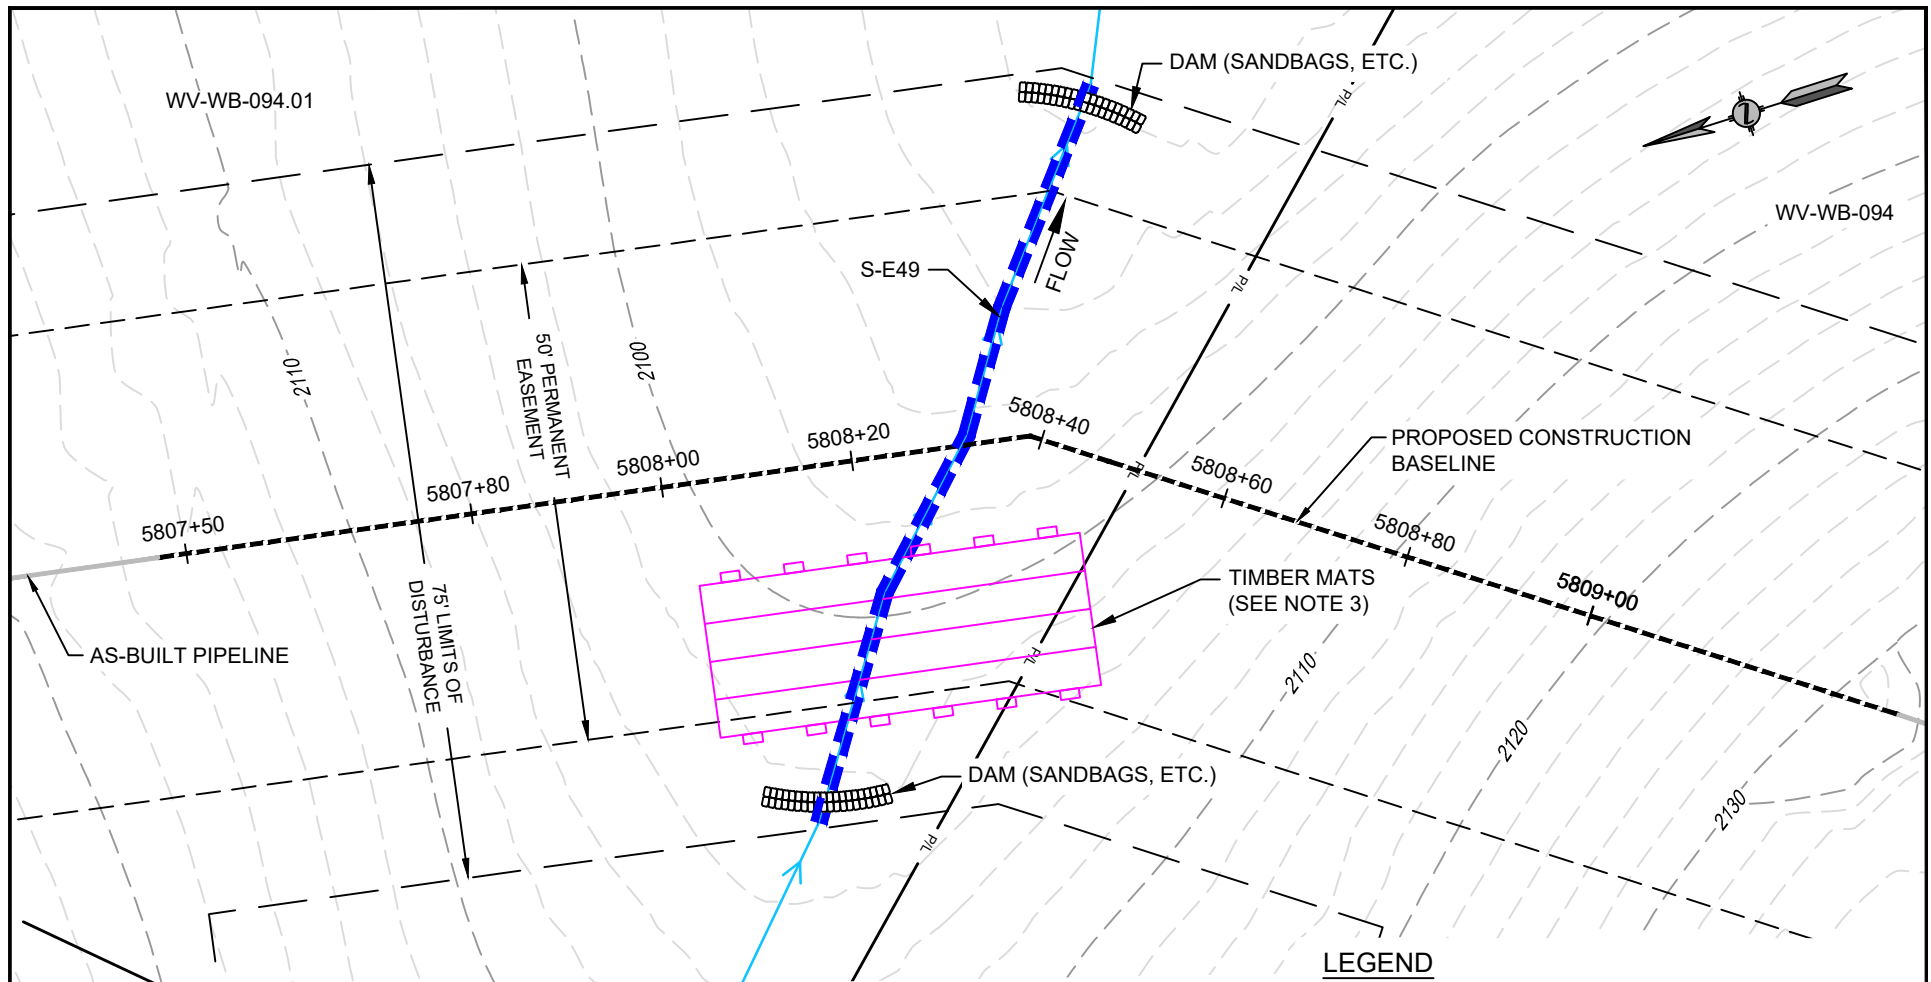 DAM (SANDBAGS, ETC.)
WV-WB-094.01
P/L
WV-WB-094
S-E49
FLOW
P/L
50' PERMANENT
EASEMENT
2110
2100
5808+40
5808+20
PROPOSED CONSTRUCTION
BASELINE
5808+00
5807+80
P/L
5808+60
5807+50
5808+80
TIMBER MATS
(SEE NOTE 3)
5809+00
75' LIMITS OF
DISTURBANCE
AS-BUILT PIPELINE
P/L
2110
2120
DAM (SANDBAGS, ETC.)
2130
P/L
LEGEND